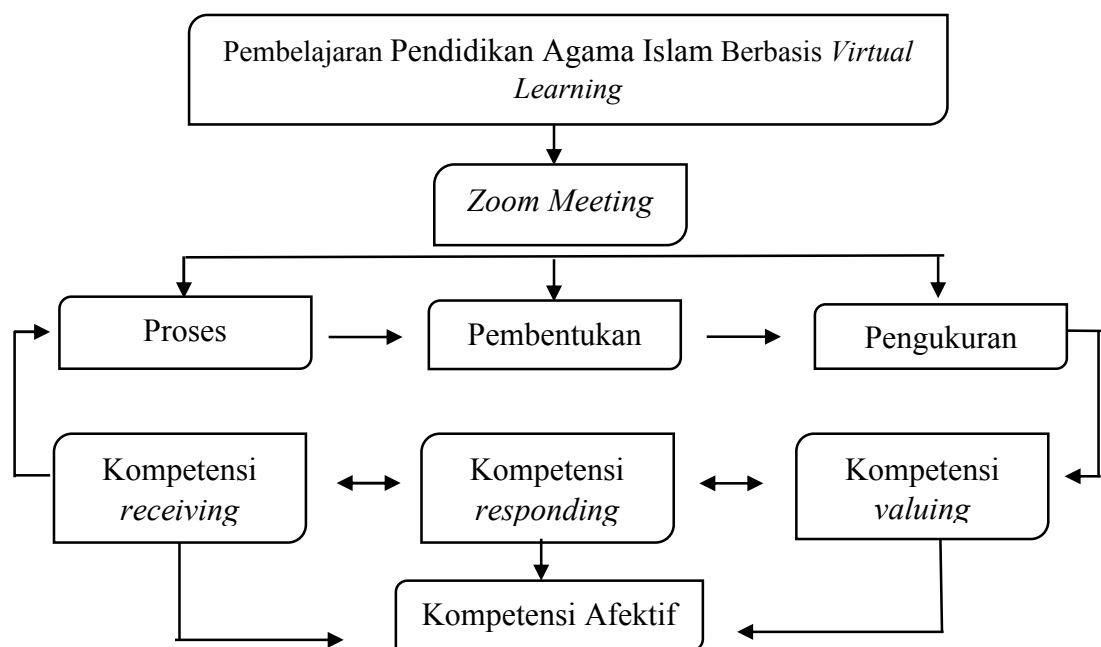 Pembelajaran Pendidikan Agama Islam Berbasis Virtual
Learning
Zoom Meeting
Proses
Pembentukan
Pengukuran
Kompetensi
receiving
Kompetensi
responding
Kompetensi
valuing
Kompetensi Afektif